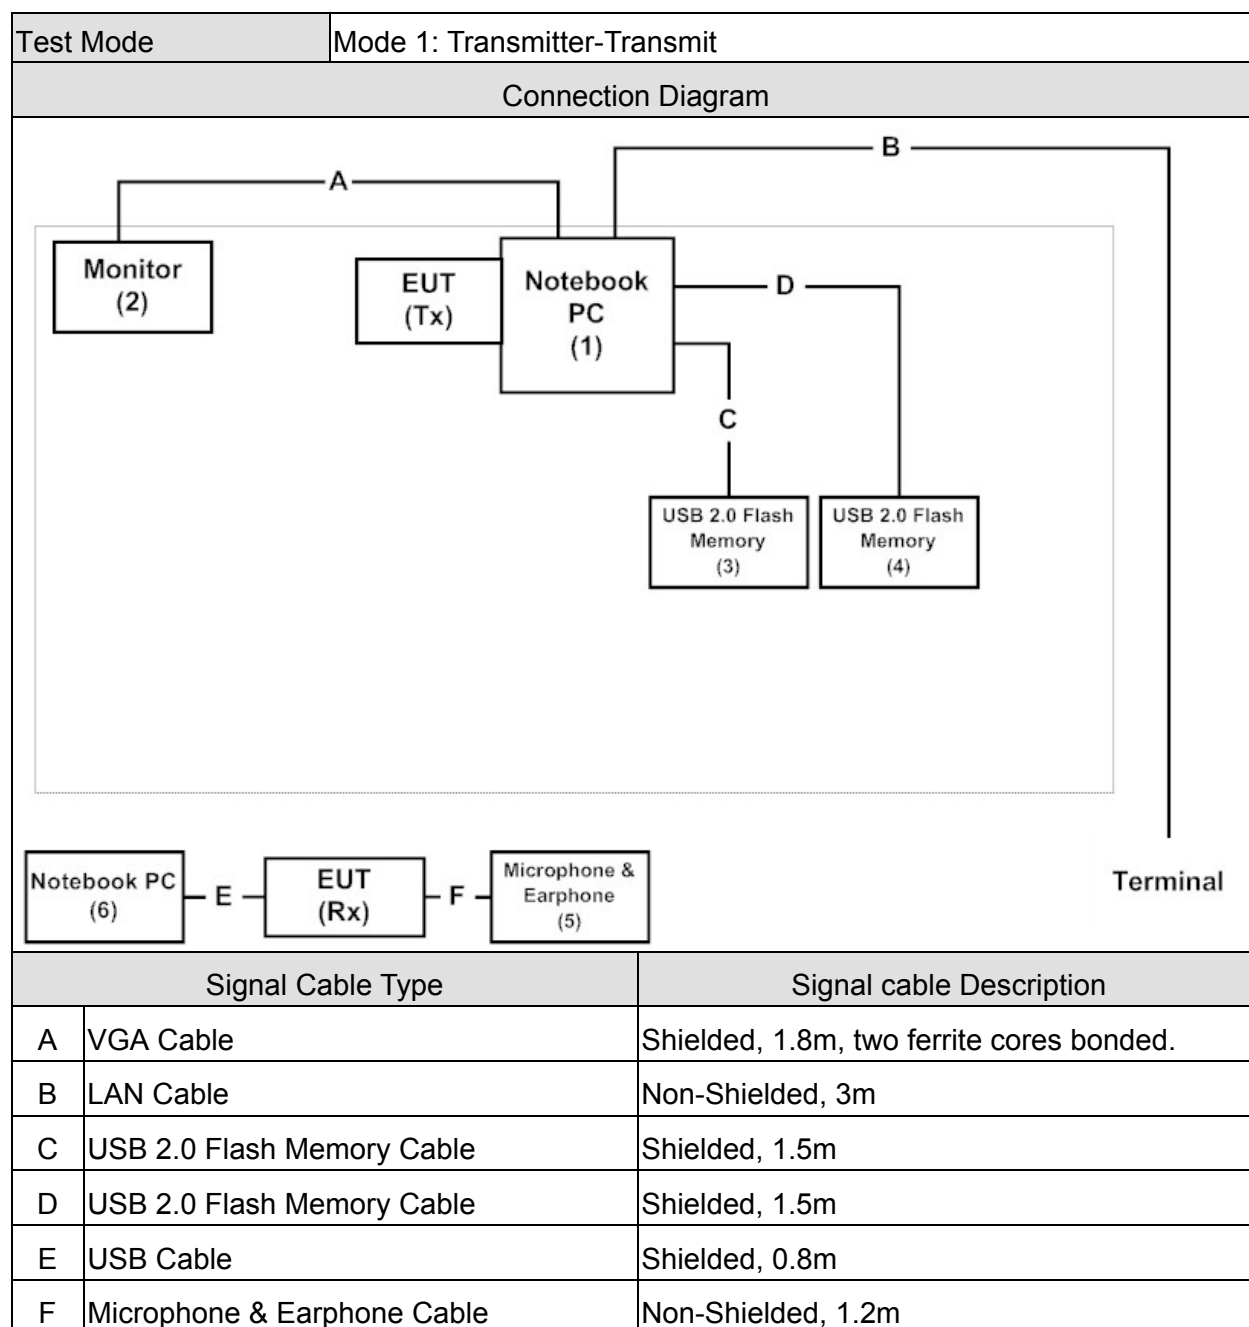 Test Mode Mode 1: Transmitter-Transmit
Connection Diagram
B
A
Monitor
(2)
EUT
(Tx)
Notebook
PC
(1)
D
C
USB 2.0 Flash
Memory
(3)
USB 2.0 Flash
Memory
(4)
Notebook PC
(6)
E
EUT
(Rx)
F
Microphone &
Earphone
(5)
Terminal
Signal Cable Type Signal cable Description
A VGA Cable Shielded, 1.8m, two ferrite cores bonded.
B LAN Cable Non-Shielded, 3m
C USB 2.0 Flash Memory Cable Shielded, 1.5m
D USB 2.0 Flash Memory Cable Shielded, 1.5m
E USB Cable Shielded, 0.8m
F Microphone & Earphone Cable Non-Shielded, 1.2m